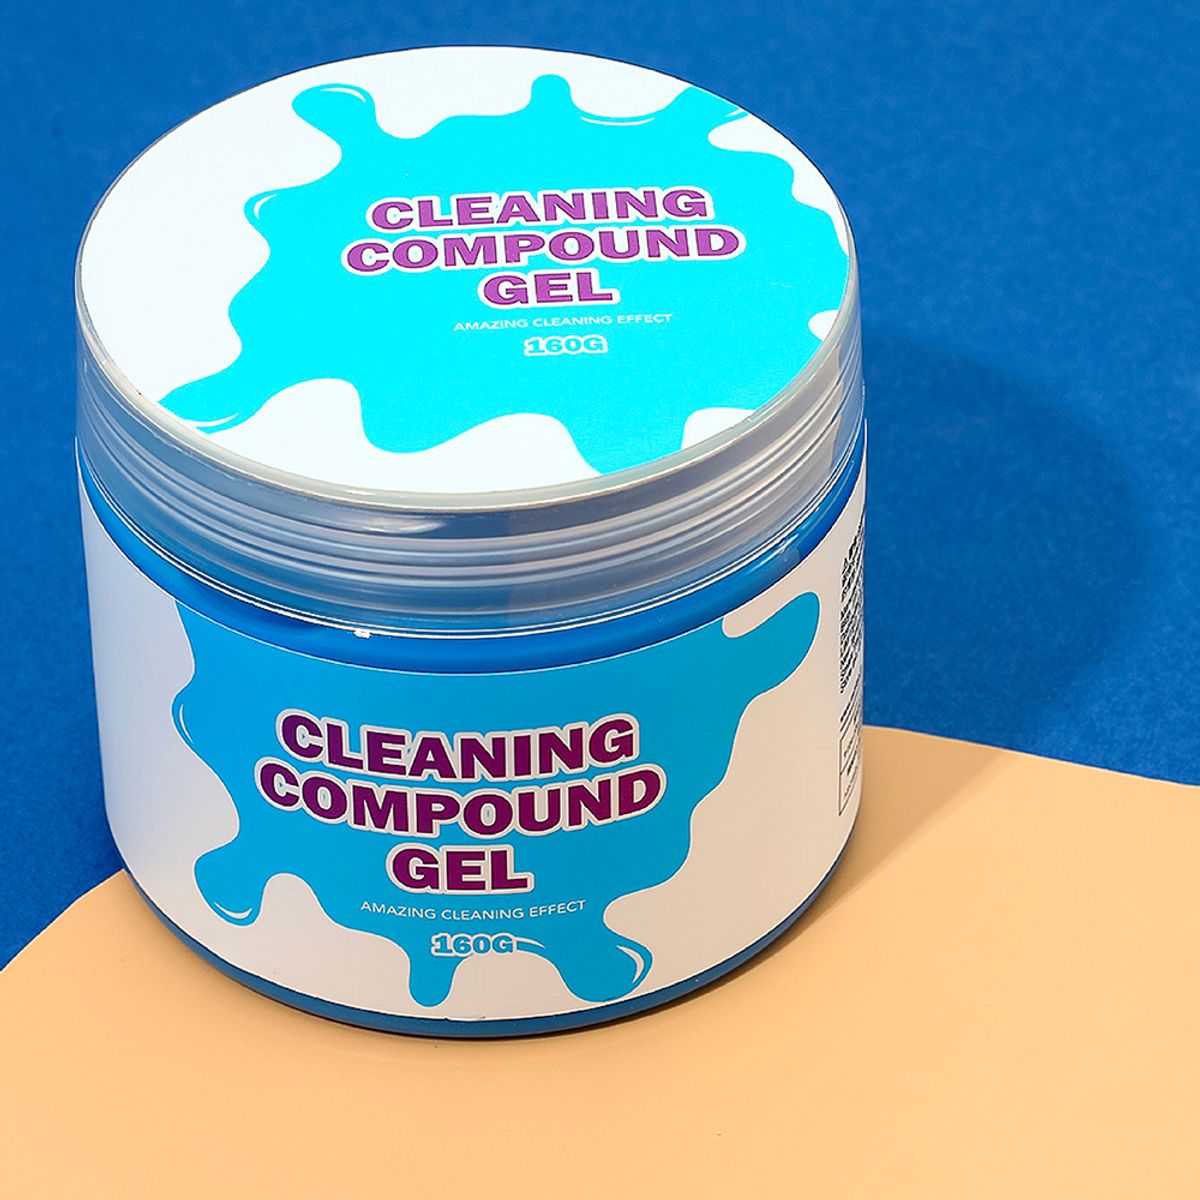 CLEANING
COMPOUND
GEL
AMAZING CLEANING EFFECT
160G
CLEANING
COMPOUND
GEL
AMAZING CLEANING EFFECT
160G